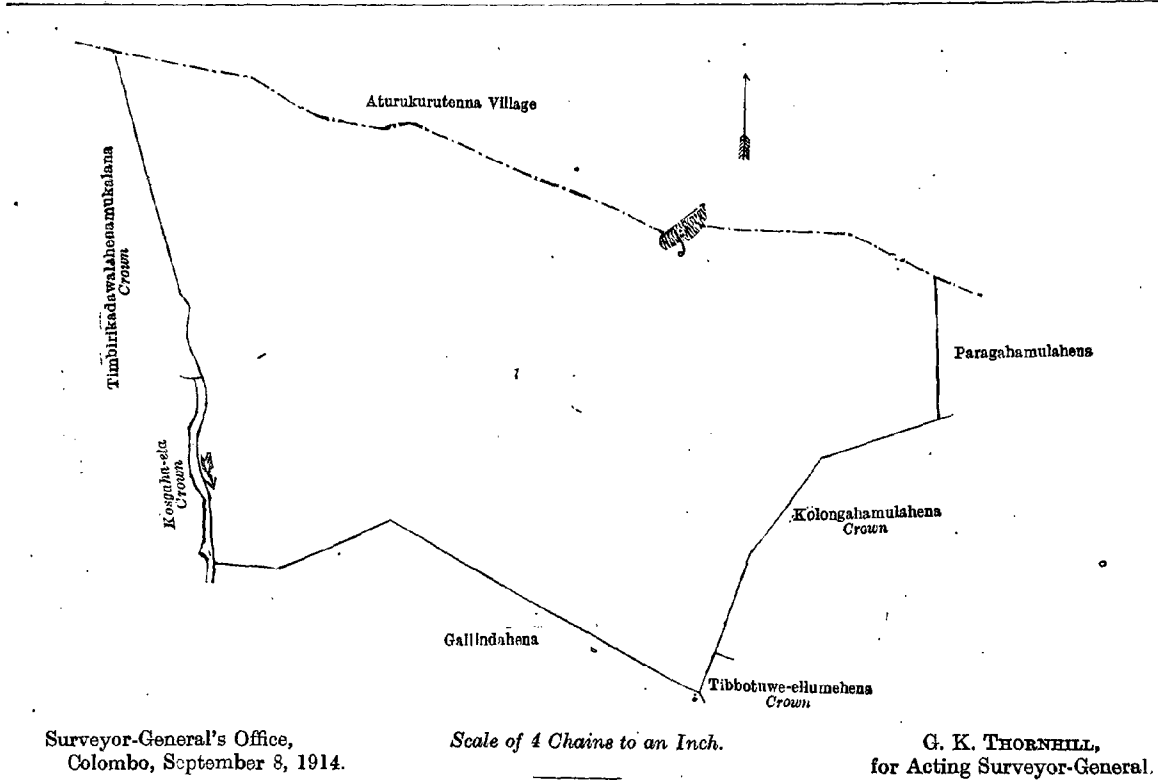 Aturukurutenna Village
Timbirikadawalahenamukalana
Crown
Paragahamulahena
1
Kosgaha-ela
Crown
Kolongahamulahena
Crown
Gallindahena
Tibbotuwe-ellumehena
Crown
Surveyor-General's Office,
Colombo, September 8, 1914.
Scale of 4 Chains to an Inch.
G. K. THORNHILL,
for Acting Surveyor-General.